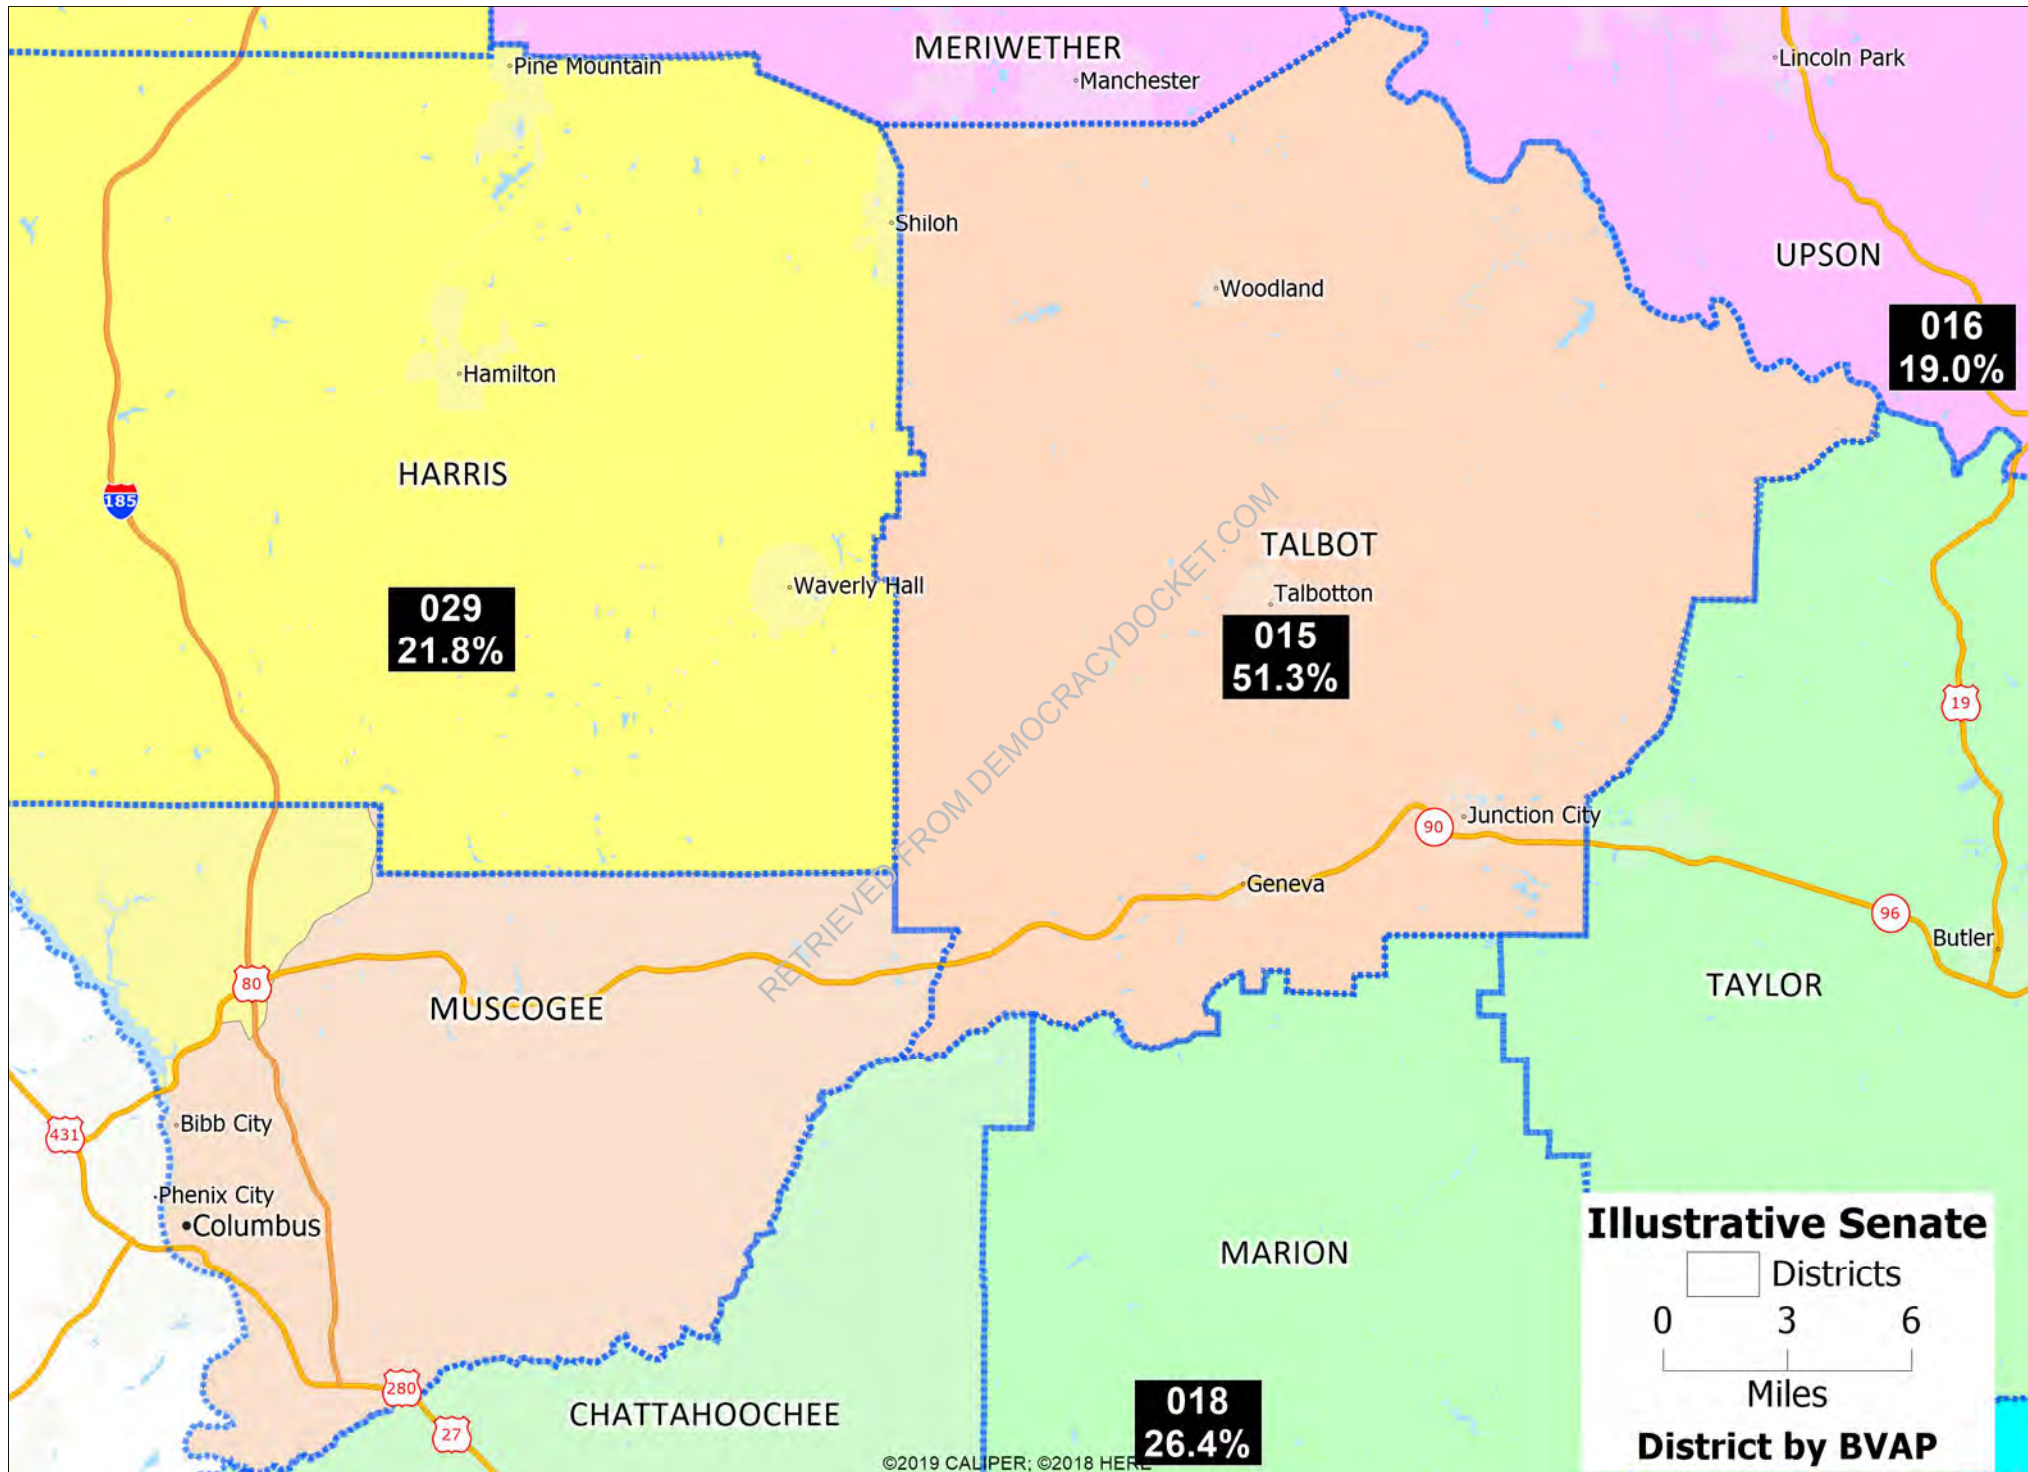 MERIWETHER
Pine Mountain
Manchester
Lincoln Park
Shiloh
UPSON
Woodland
016
19.0%
Hamilton
HARRIS
185
TALBOT
Waverly Hall
Talbotton
029
21.8%
015
51.3%
19
Junction City
90
Geneva
96
Butler
80
MUSCOGEE
TAYLOR
RETRIEVED FROM DEMOCRACYDOCKET.COM
Bibb City
431
Phenix City
Columbus
MARION
Illustrative Senate
Districts
0 3 6
Miles
District by BVAP
280
CHATTAHOOCHEE
27
018
26.4%
©2019 CALIPER; ©2018 HERE